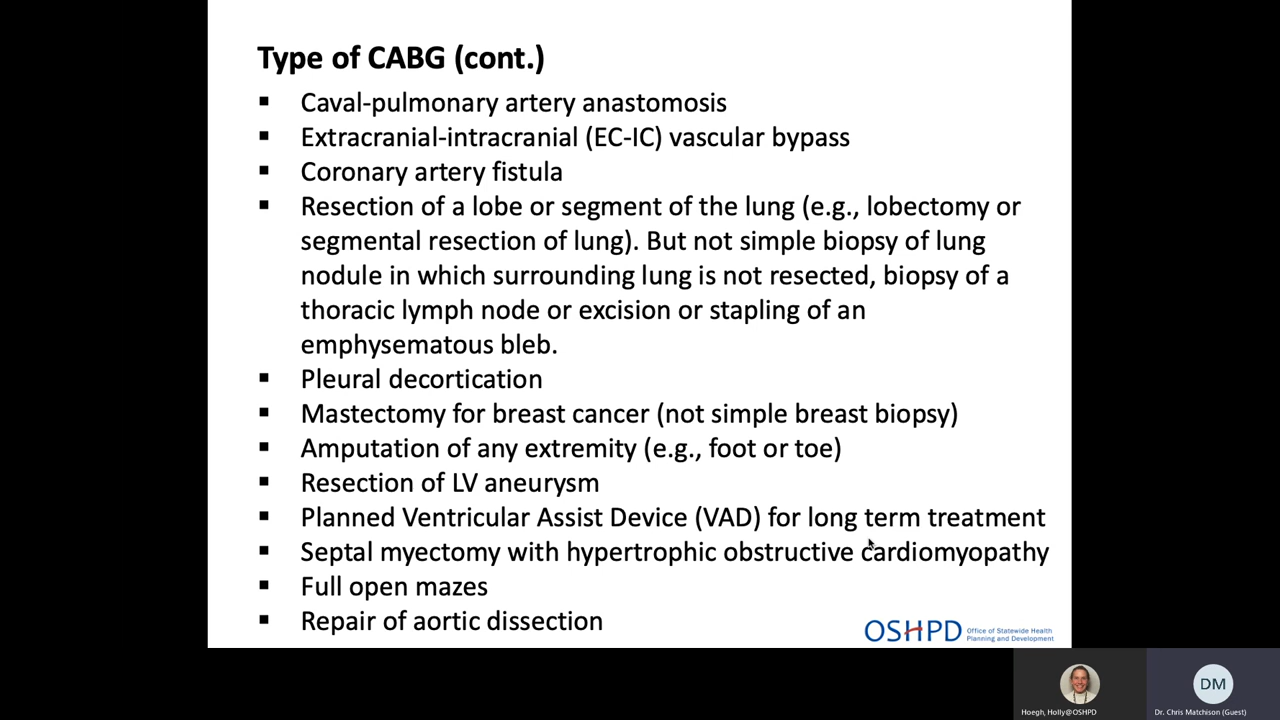 Type of CABG (cont.)
▪ Caval-pulmonary artery anastomosis
▪ Extracranial-intracranial (EC-IC) vascular bypass
▪ Coronary artery fistula
▪ Resection of a lobe or segment of the lung (e.g., lobectomy or
segmental resection of lung). But not simple biopsy of lung
nodule in which surrounding lung is not resected, biopsy of a
thoracic lymph node or excision or stapling of an
emphysematous bleb.
▪ Pleural decortication
▪ Mastectomy for breast cancer (not simple breast biopsy)
▪ Amputation of any extremity (e.g., foot or toe)
▪ Resection of LV aneurysm
▪ Planned Ventricular Assist Device (VAD) for long term treatment
▪ Septal myectomy with hypertrophic obstructive cardiomyopathy
▪ Full open mazes
▪ Repair of aortic dissection
OSHPD
Office of Statewide Health
Planning and Development
DM
Hoegh, Holly@OSHPD
Dr. Chris Matchison (Guest)